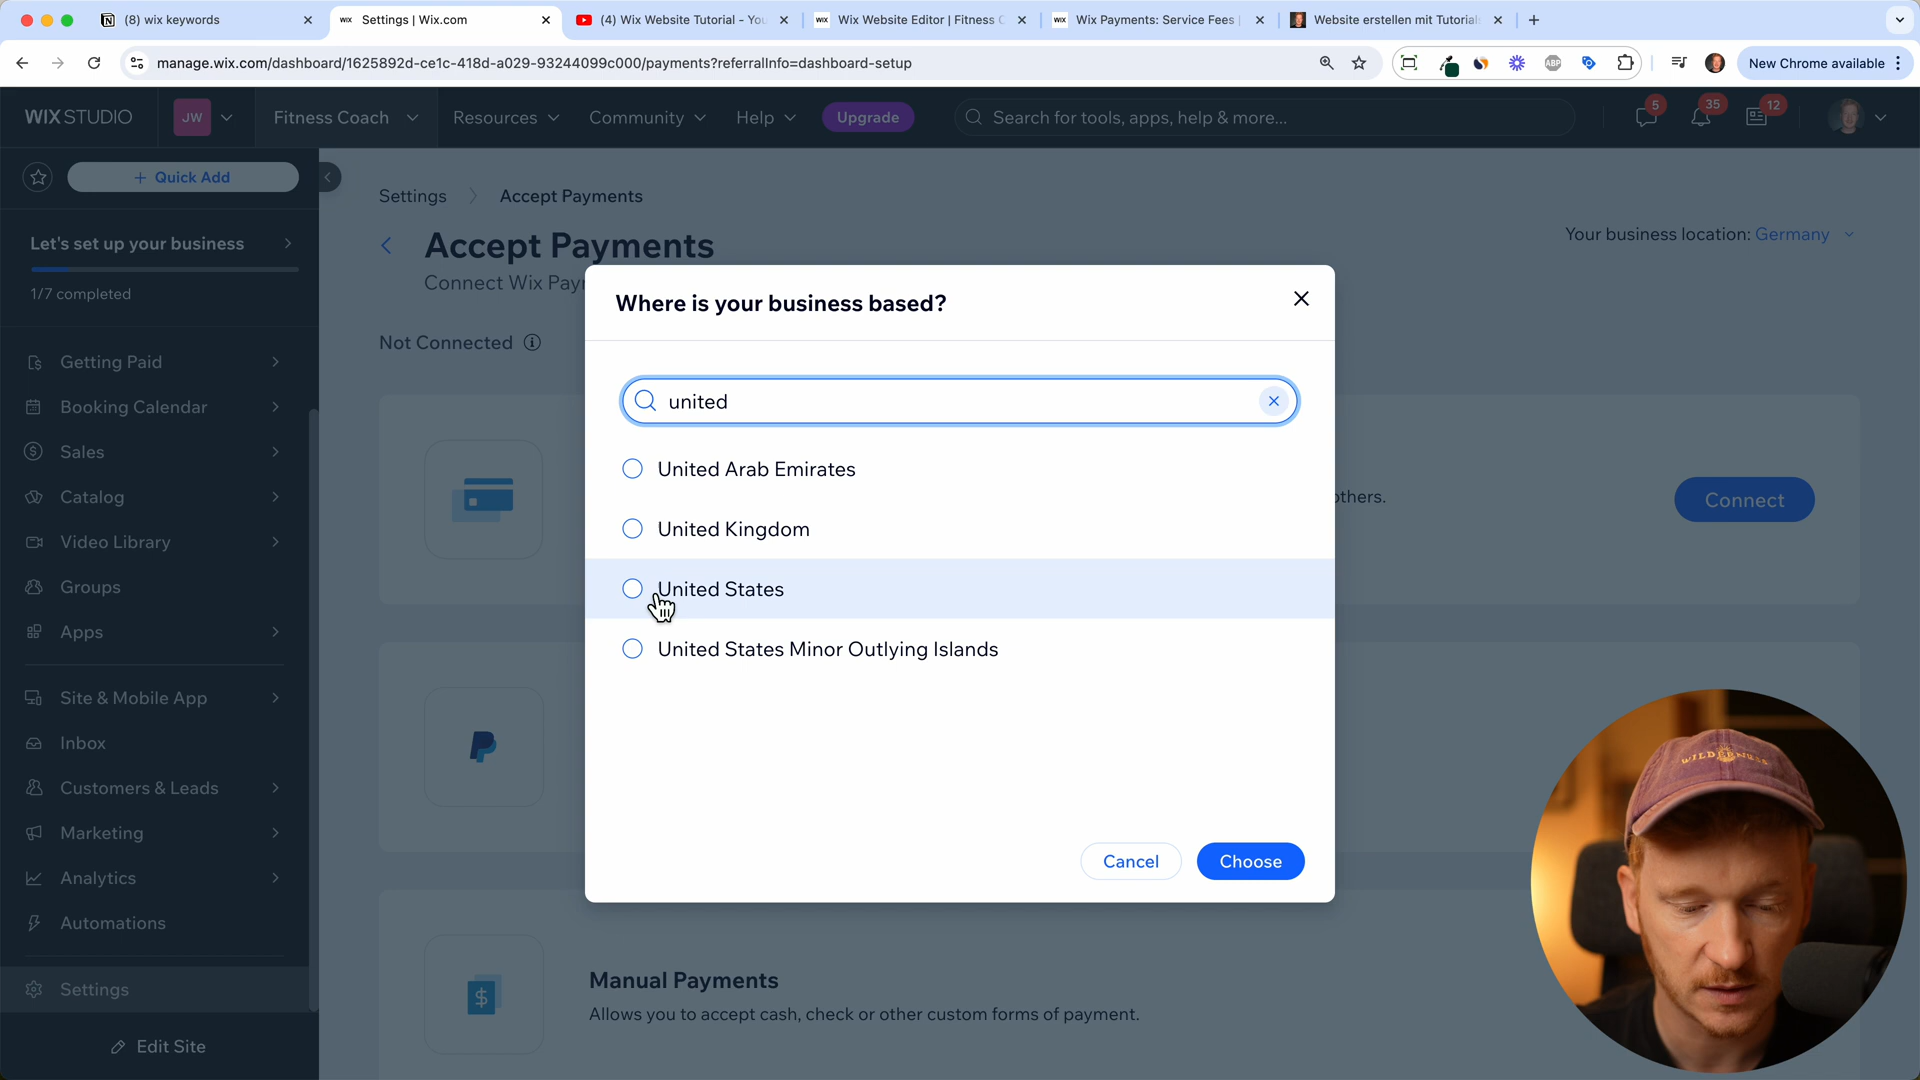 (8) wix keywords
Settings | Wix.com
(4) Wix Website Tutorial - You
Wix Website Editor | Fitness C
Wix Payments: Service Fees |
Website erstellen mit Tutorials
manage.wix.com/dashboard/1625892d-ce1c-418d-a029-93244099c000/payments?referralInfo=dashboard-setup
ABP
New Chrome available
WIX STUDIO
JW
Fitness Coach
Resources
Community
Help
Upgrade
Search for tools, apps, help & more...
5
35
12
+ Quick Add
Let's set up your business
1/7 completed
Getting Paid
Booking Calendar
Sales
Catalog
Video Library
Groups
Apps
Site & Mobile App
Inbox
Customers & Leads
Marketing
Analytics
Automations
Settings
Edit Site
Settings
Accept Payments
Accept Payments
Your business location: Germany
Connect Wix Pay
Not Connected
Where is your business based?
united
United Arab Emirates
United Kingdom
United States
United States Minor Outlying Islands
Cancel
Choose
others.
Connect
Manual Payments
Allows you to accept cash, check or other custom forms of payment.
WILDERNESS